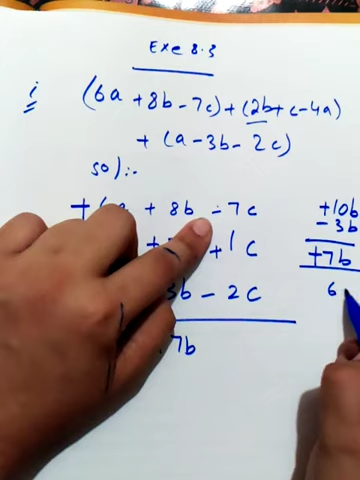 Exe 8.3
i (6a + 8b - 7c) + (2b + c - 4a)
+ (a - 3b - 2c)
sol:-
+ 8b - 7c
+ 1c
3b - 2c
7b
+10b
- 3b
+7b
6